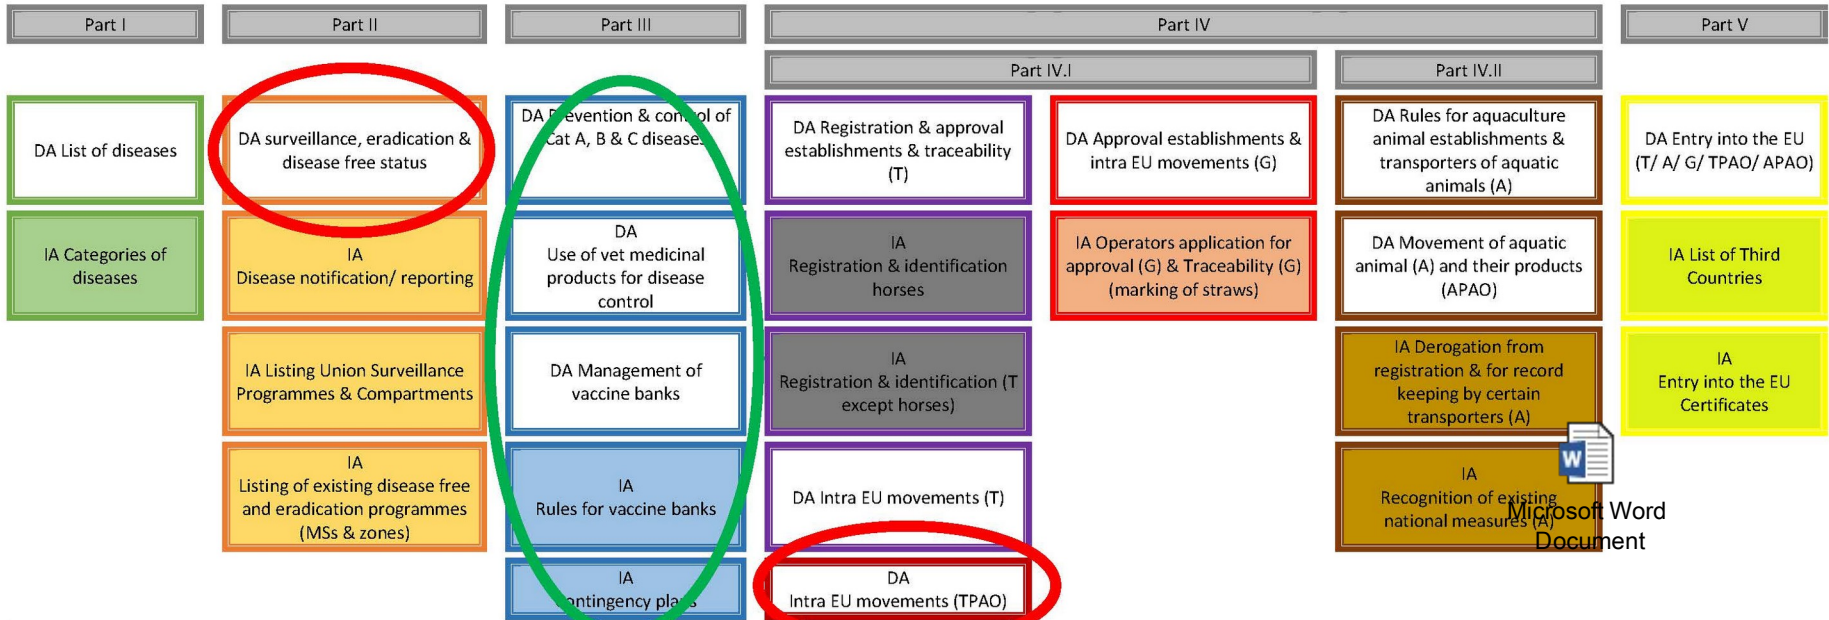 Part I
Part II
Part III
Part IV
Part V
Part IV.I
Part IV.II
DA List of diseases
IA Categories of
diseases
DA surveillance, eradication &
disease free status
IA
Disease notification/ reporting
IA Listing Union Surveillance
Programmes & Compartments
IA
Listing of existing disease free
and eradication programmes
(MSs & zones)
DA Prevention & control of
Cat A, B & C diseases
DA
Use of vet medicinal
products for disease
control
DA Management of
vaccine banks
IA
Rules for vaccine banks
IA
Contingency plans
DA Registration & approval
establishments & traceability
(T)
IA
Registration & identification
horses
IA
Registration & identification (T
except horses)
DA Intra EU movements (T)
DA
Intra EU movements (TPAO)
DA Approval establishments &
intra EU movements (G)
IA Operators application for
approval (G) & Traceability (G)
(marking of straws)
DA Rules for aquaculture
animal establishments &
transporters of aquatic
animals (A)
DA Movement of aquatic
animal (A) and their products
(APAO)
IA Derogation from
registration & for record
keeping by certain
transporters (A)
IA
Recognition of existing
national measures (A)
W
Microsoft Word
Document
DA Entry into the EU
(T/ A/ G/ TPAO/ APAO)
IA List of Third
Countries
IA
Entry into the EU
Certificates